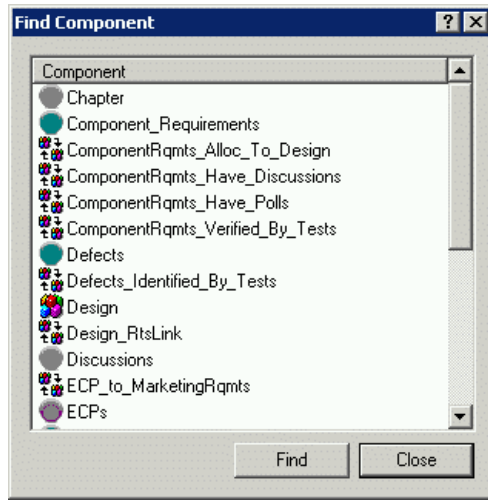 Find Component
Component
Chapter
Component_Requirements
ComponentRqmts_Alloc_To_Design
ComponentRqmts_Have_Discussions
ComponentRqmts_Have_Polls
ComponentRqmts_Verified_By_Tests
Defects
Defects_Identified_By_Tests
Design
Design_RtsLink
Discussions
ECP_to_MarketingRqmts
ECPs
Find Close